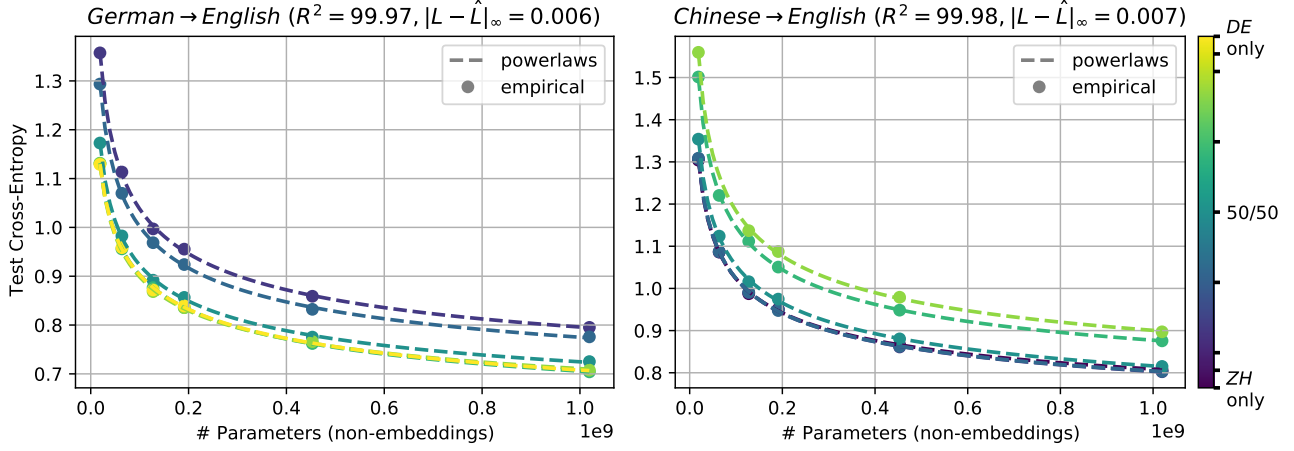 German → English (R² = 99.97, |L − L̂|∞ = 0.006)
Test Cross-Entropy
1.3
1.2
1.1
1.0
0.9
0.8
0.7
powerlaws
empirical
0.0
0.2
0.4
0.6
0.8
1.0
# Parameters (non-embeddings)
1e9
Chinese → English (R² = 99.98, |L − L̂|∞ = 0.007)
1.5
1.4
1.3
1.2
1.1
1.0
0.9
0.8
powerlaws
empirical
0.0
0.2
0.4
0.6
0.8
1.0
# Parameters (non-embeddings)
1e9
DE
only
50/50
ZH
only